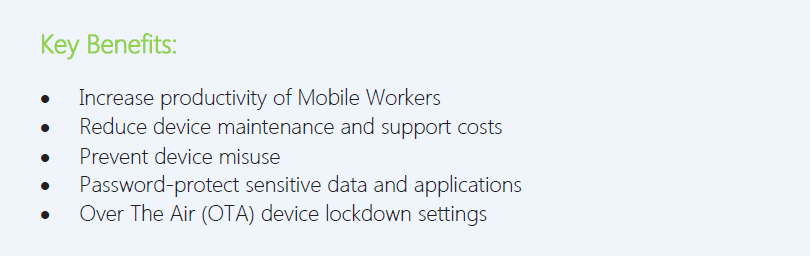 Key Benefits:
• Increase productivity of Mobile Workers
• Reduce device maintenance and support costs
• Prevent device misuse
• Password-protect sensitive data and applications
• Over The Air (OTA) device lockdown settings